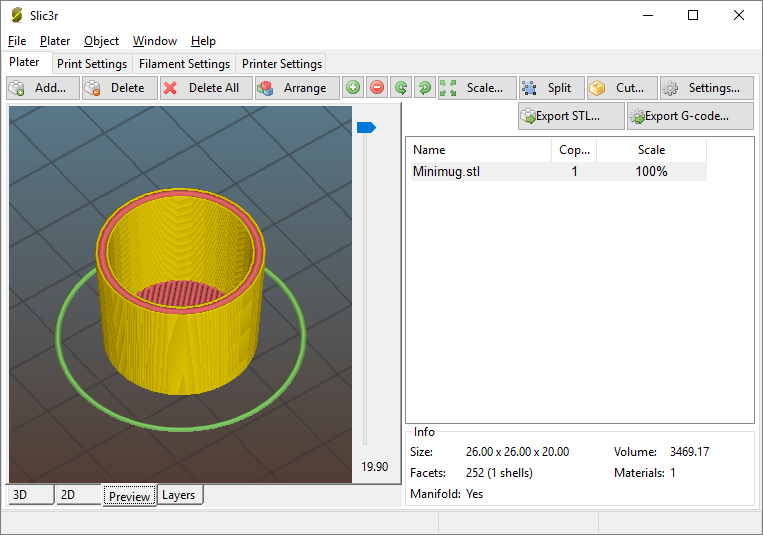 Slic3r
File Plater Object Window Help
Plater Print Settings Filament Settings Printer Settings
Add... Delete Delete All Arrange Scale... Split Cut... Settings...
Export STL... Export G-code...
Name Cop... Scale
Minimug.stl 1 100%
19.90
3D 2D Preview Layers
Info
Size: 26.00 x 26.00 x 20.00 Volume: 3469.17
Facets: 252 (1 shells) Materials: 1
Manifold: Yes